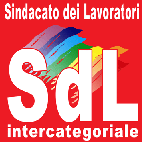 Sindacato dei Lavoratori
SdL
intercategoriale